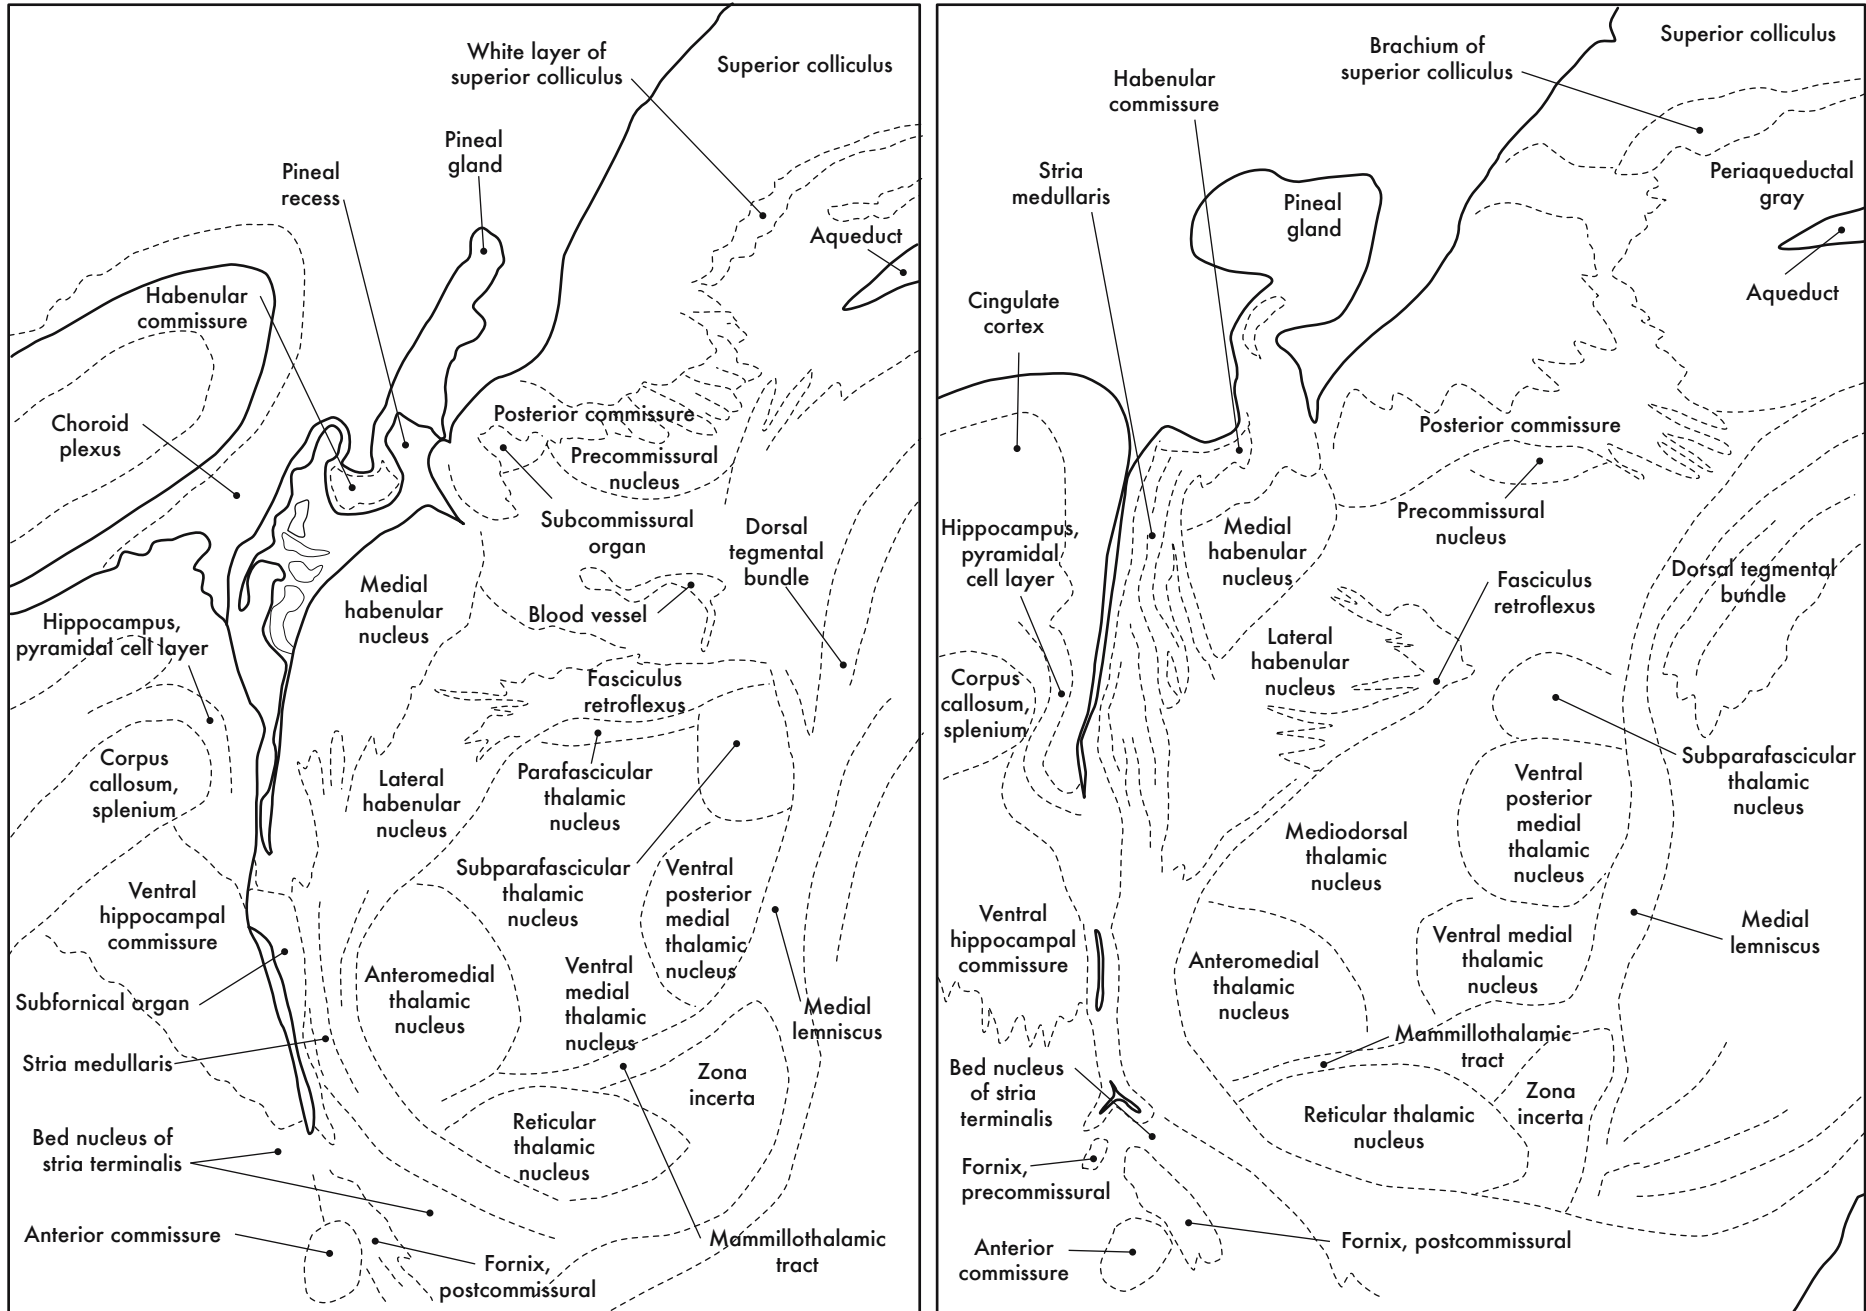 White layer of
superior colliculus
Superior colliculus
Pineal
gland
Pineal
recess
Aqueduct
Habenular
commissure
Choroid
plexus
Posterior commissure
Precommissural
nucleus
Subcommissural
organ
Dorsal
tegmental
bundle
Medial
habenular
nucleus
Blood vessel
Hippocampus,
pyramidal cell layer
Fasciculus
retroflexus
Corpus
callosum,
splenium
Lateral
habenular
nucleus
Parafascicular
thalamic
nucleus
Subparafascicular
thalamic
nucleus
Ventral
posterior
medial
thalamic
nucleus
Ventral
hippocampal
commissure
Anteromedial
thalamic
nucleus
Ventral
medial
thalamic
nucleus
Subfornical organ
Medial
lemniscus
Stria medullaris
Zona
incerta
Reticular
thalamic
nucleus
Bed nucleus of
stria terminalis
Anterior commissure
Fornix,
postcommissural
Mammillothalamic
tract
Superior colliculus
Brachium of
superior colliculus
Habenular
commissure
Stria
medullaris
Periaqueductal
gray
Pineal
gland
Aqueduct
Cingulate
cortex
Posterior commissure
Precommissural
nucleus
Hippocampus,
pyramidal
cell layer
Medial
habenular
nucleus
Fasciculus
retroflexus
Dorsal tegmental
bundle
Lateral
habenular
nucleus
Corpus
callosum,
splenium
Subparafascicular
thalamic
nucleus
Ventral
posterior
medial
thalamic
nucleus
Mediodorsal
thalamic
nucleus
Ventral
hippocampal
commissure
Ventral medial
thalamic
nucleus
Medial
lemniscus
Anteromedial
thalamic
nucleus
Mammillothalamic
tract
Bed nucleus
of stria
terminalis
Zona
incerta
Reticular thalamic
nucleus
Fornix,
precommissural
Fornix, postcommissural
Anterior
commissure